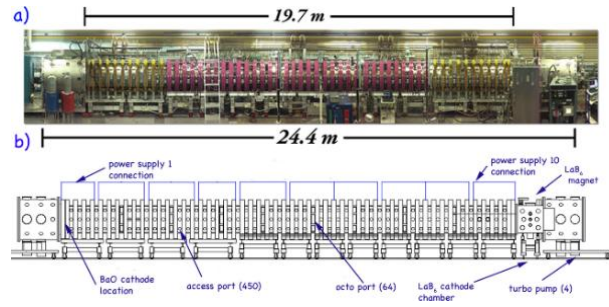 a)
19.7 m
24.4 m
b)
power supply 1
connection
power supply 10
connection
LaB₆
magnet
BaO cathode
location
access port (450)
octo port (64)
LaB₆ cathode
chamber
turbo pump (4)